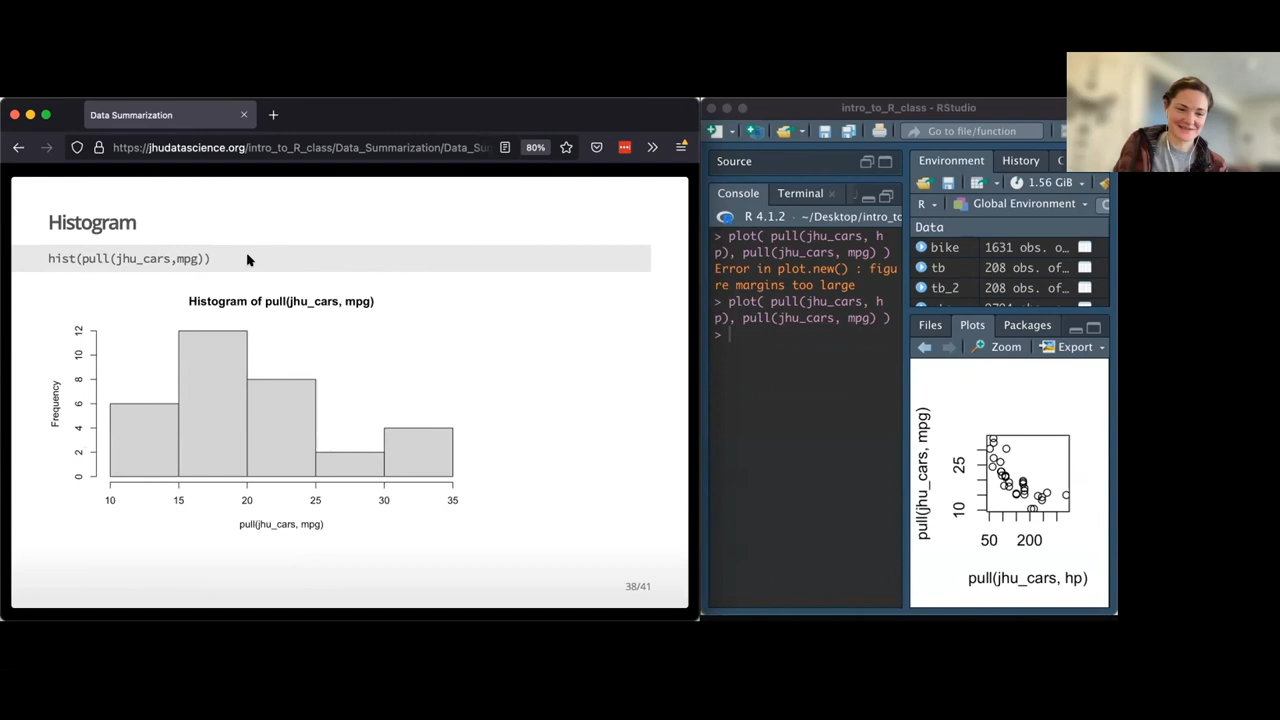 Data Summarization
https://jhudatascience.org/intro_to_R_class/Data_Summarization/Data_Su
80%
Histogram
hist(pull(jhu_cars,mpg))
Histogram of pull(jhu_cars, mpg)
Frequency
12
10
8
6
4
2
0
10 15 20 25 30 35
pull(jhu_cars, mpg)
38/41
intro_to_R_class - RStudio
Go to file/function
Source
Console Terminal
R 4.1.2 · ~/Desktop/intro_to
> plot( pull(jhu_cars, h
p), pull(jhu_cars, mpg) )
Error in plot.new() : figu
re margins too large
> plot( pull(jhu_cars, h
p), pull(jhu_cars, mpg) )
>
Environment History
1.56 GiB
R Global Environment
Data
bike 1631 obs. o…
tb 208 obs. of…
tb_2 208 obs. of…
Files Plots Packages
Zoom Export
pull(jhu_cars, mpg)
25
10
50 200
pull(jhu_cars, hp)